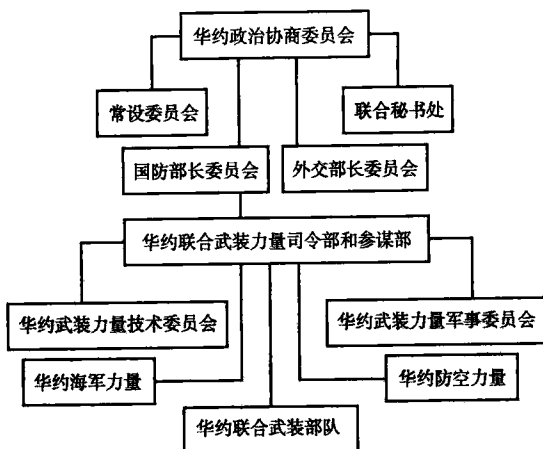 华约政治协商委员会
常设委员会
联合秘书处
国防部长委员会
外交部长委员会
华约联合武装力量司令部和参谋部
华约武装力量技术委员会
华约武装力量军事委员会
华约海军力量
华约防空力量
华约联合武装部队